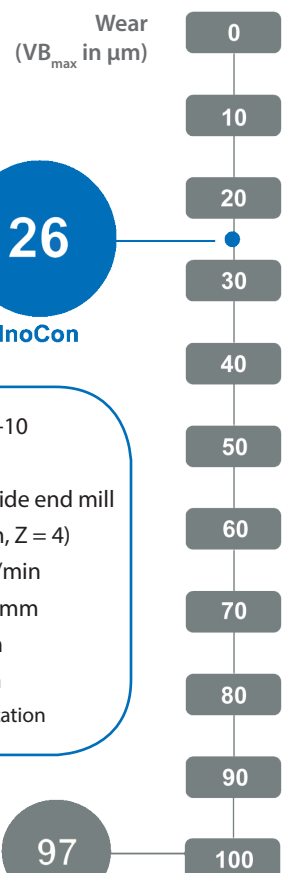 Wear
(VBmax in µm)
0
10
20
26
30
InoCon
40
-10
50
ide end mill
, Z = 4)
60
/min
mm
70
80
tation
90
97
100